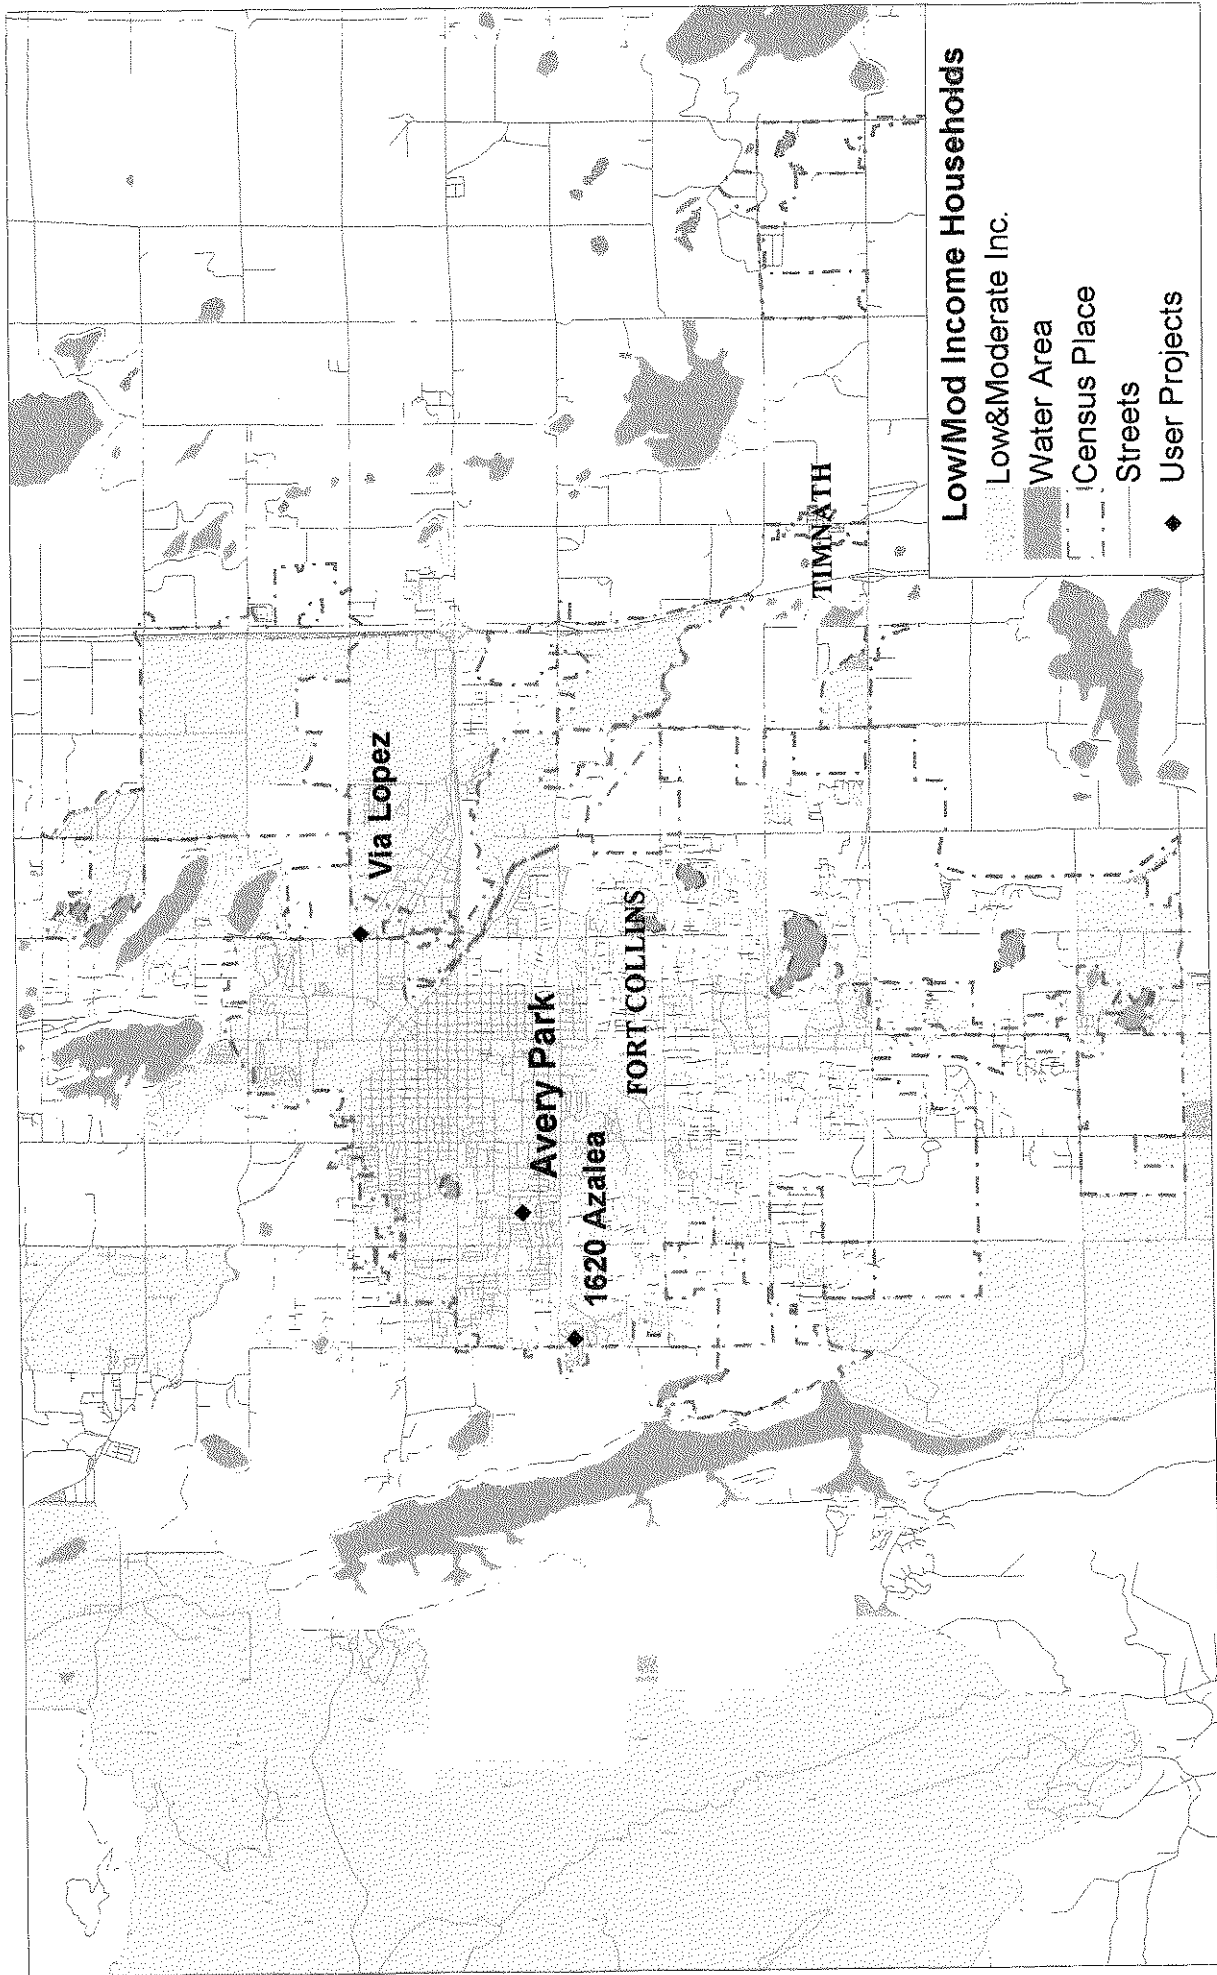 Via Lopez
Avery Park
1620 Azalea
FORT COLLINS
TIMNATH
Low/Mod Income Households
Low&Moderate Inc.
Water Area
Census Place
Streets
User Projects